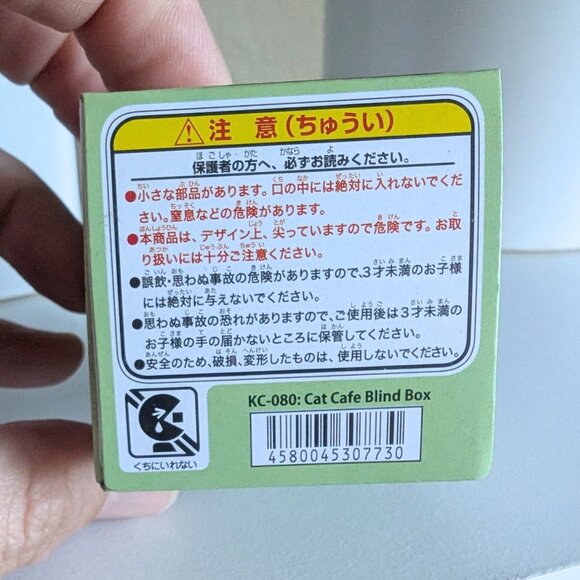 ⚠注 意(ちゅうい)
保護者の方へ、必ずお読みください。
●小さな部品があります。口の中には絶対に入れないでくだ
さい。窒息などの危険があります。
●本商品は、デザイン上、尖っていますので危険です。お取
り扱いには十分ご注意ください。
●誤飲・思わぬ事故の危険がありますので、3才未満のお子様
には絶対に与えないでください。
●思わぬ事故の恐れがありますので、ご使用後は3才未満の
お子様の手の届かないところに保管してください。
●安全のため、破損、変形したものは、使用しないでください。
くちにいれない
KC-080: Cat Cafe Blind Box
4580045307730